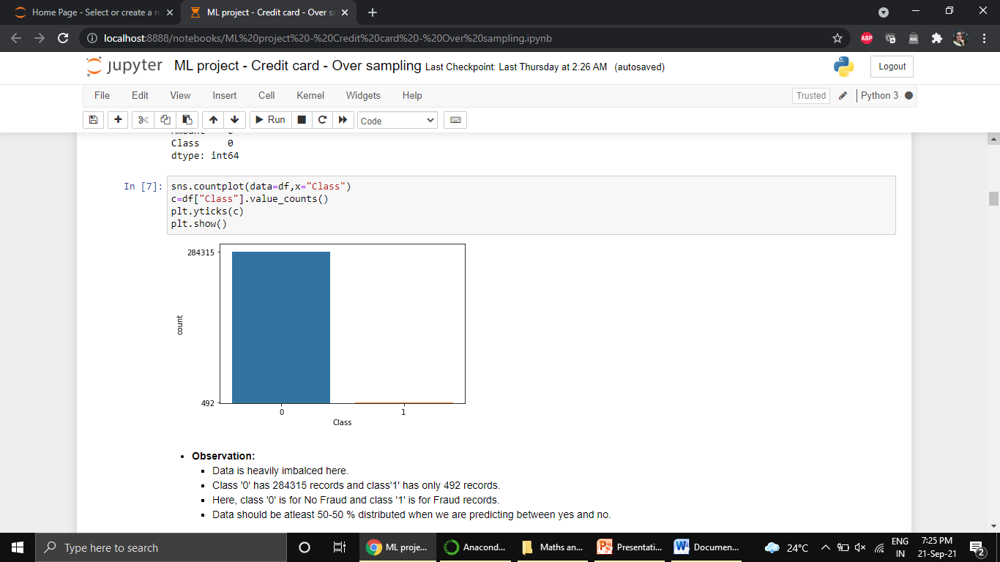 Home Page - Select or create a n
ML project - Credit card - Over sa
localhost:8888/notebooks/ML%20project%20-%20Credit%20card%20-%20Over%20sampling.ipynb
ABP
AVG
jupyter ML project - Credit card - Over sampling Last Checkpoint: Last Thursday at 2:26 AM (autosaved)
Logout
File Edit View Insert Cell Kernel Widgets Help
Trusted Python 3
Run Code
Class 0
dtype: int64
In [7]: sns.countplot(data=df,x="Class")
c=df["Class"].value_counts()
plt.yticks(c)
plt.show()
284315
count
492
0 1
Class
Observation:
Data is heavily imbalced here.
Class '0' has 284315 records and class'1' has only 492 records.
Here, class '0' is for No Fraud and class '1' is for Fraud records.
Data should be atleast 50-50 % distributed when we are predicting between yes and no.
Type here to search
ML proje...
Anacond...
Maths an...
Presentati...
Documen...
24°C
ENG
IN
7:25 PM
21-Sep-21
2